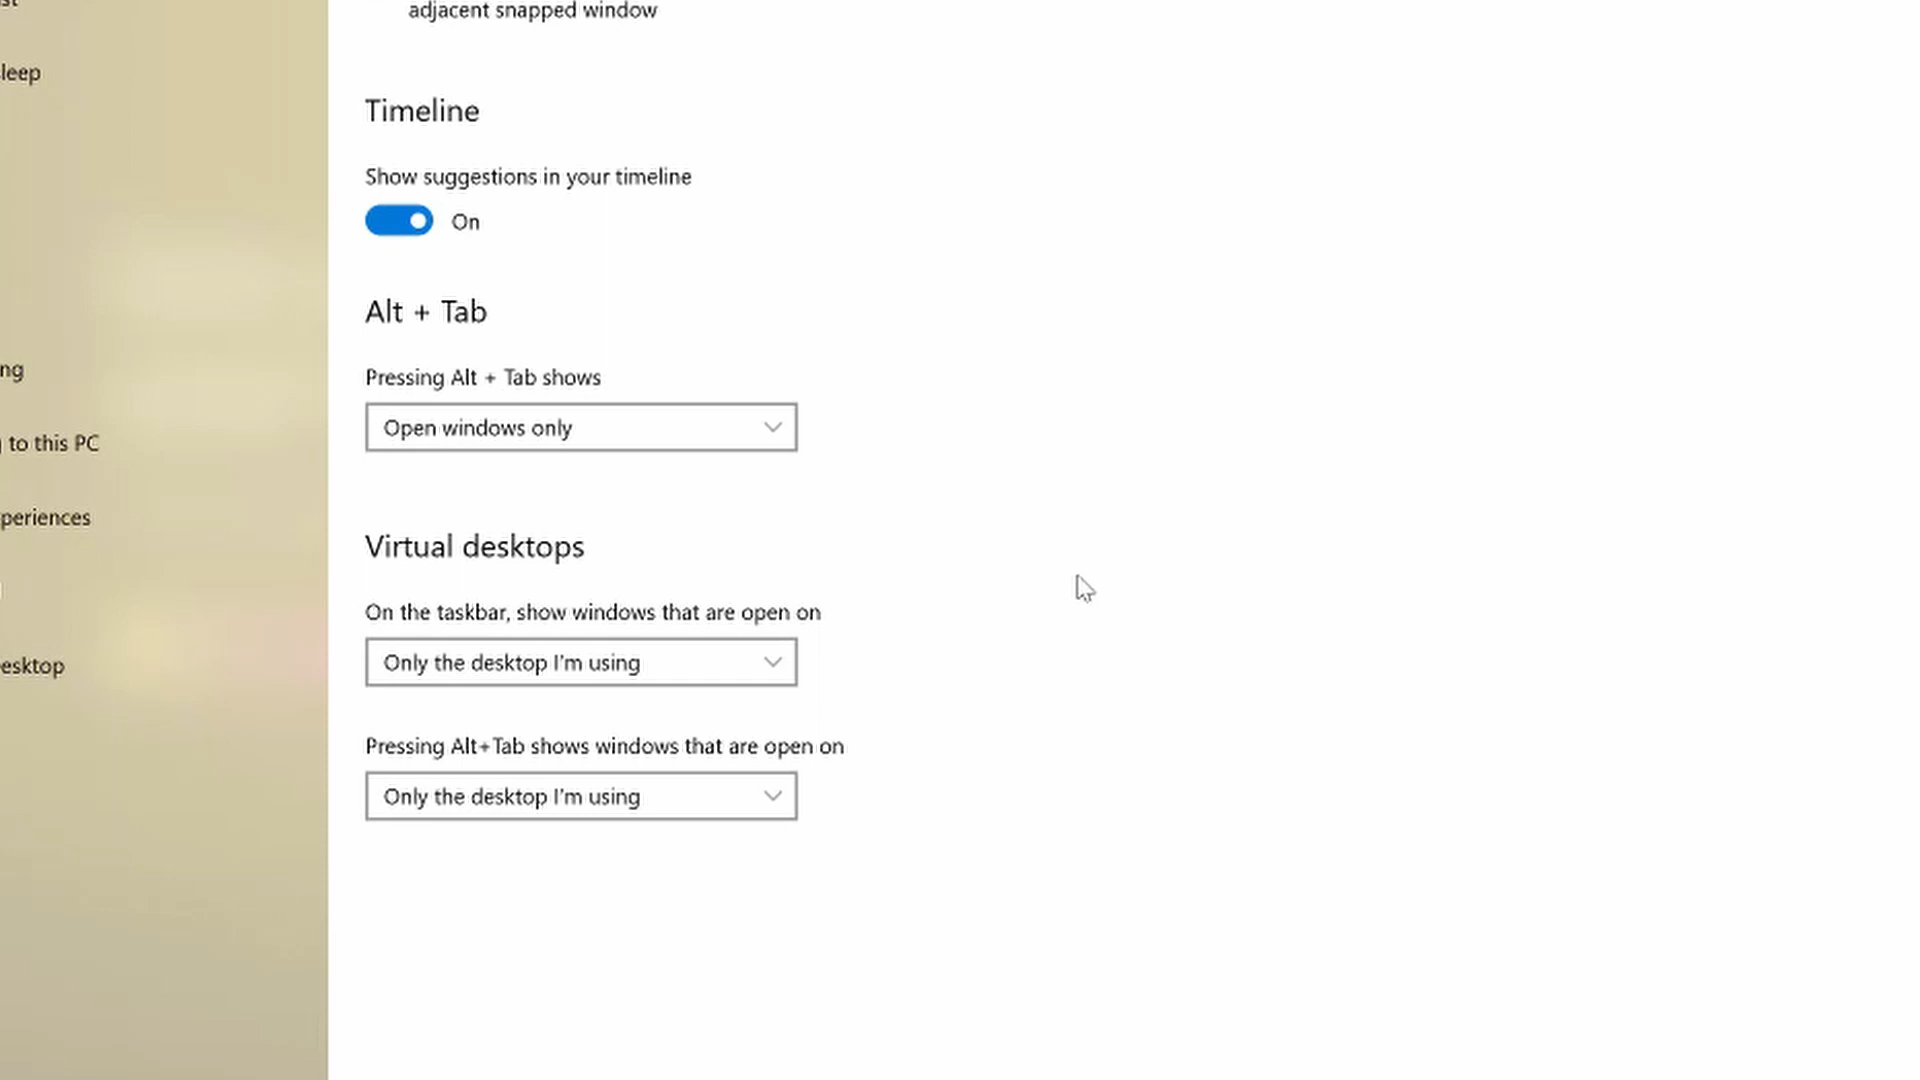 adjacent snapped window
leep
Timeline
Show suggestions in your timeline
On
Alt + Tab
ng
Pressing Alt + Tab shows
Open windows only
to this PC
periences
Virtual desktops
On the taskbar, show windows that are open on
Only the desktop I'm using
esktop
Pressing Alt+Tab shows windows that are open on
Only the desktop I'm using